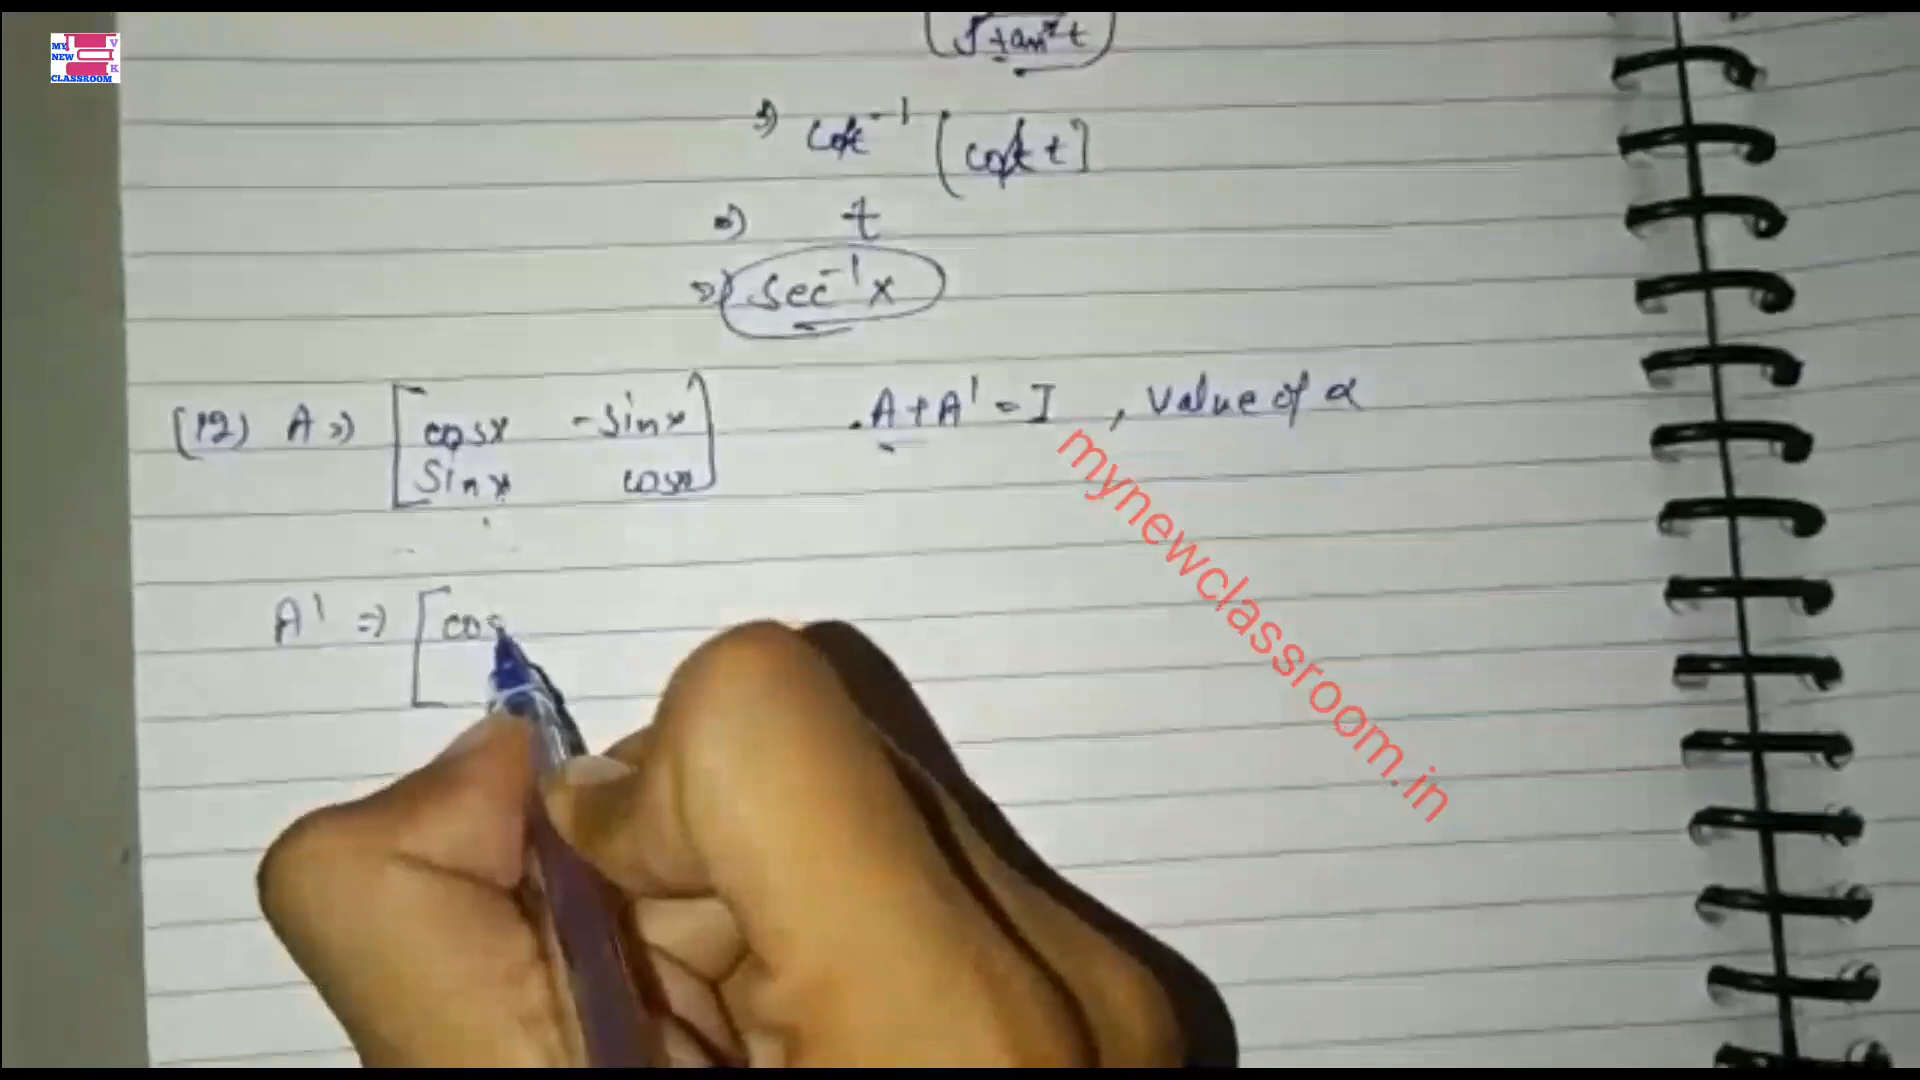 MY NEW CLASSROOM VK
√tan²t
⇒ cot⁻¹ (cot t)
⇒ t
⇒ sec⁻¹x
(12) A ⇒ [cosx -sinx A+A' = I , value of α
sinx cosx]
A' ⇒ [cos
mynewclassroom.in